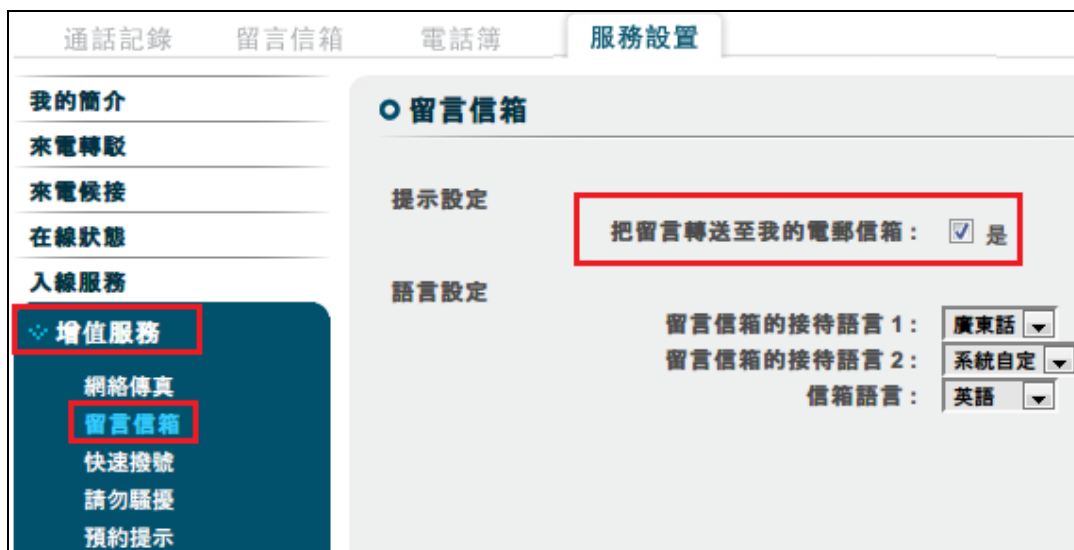 通話記錄 留言信箱 電話簿 服務設置
我的簡介
來電轉駁
來電候接
在線狀態
入線服務
增值服務
網絡傳真
留言信箱
快速撥號
請勿騷擾
預約提示
留言信箱
提示設定
把留言轉送至我的電郵信箱： 是
語言設定
留言信箱的接待語言 1： 廣東話
留言信箱的接待語言 2： 系統自定
信箱語言： 英語